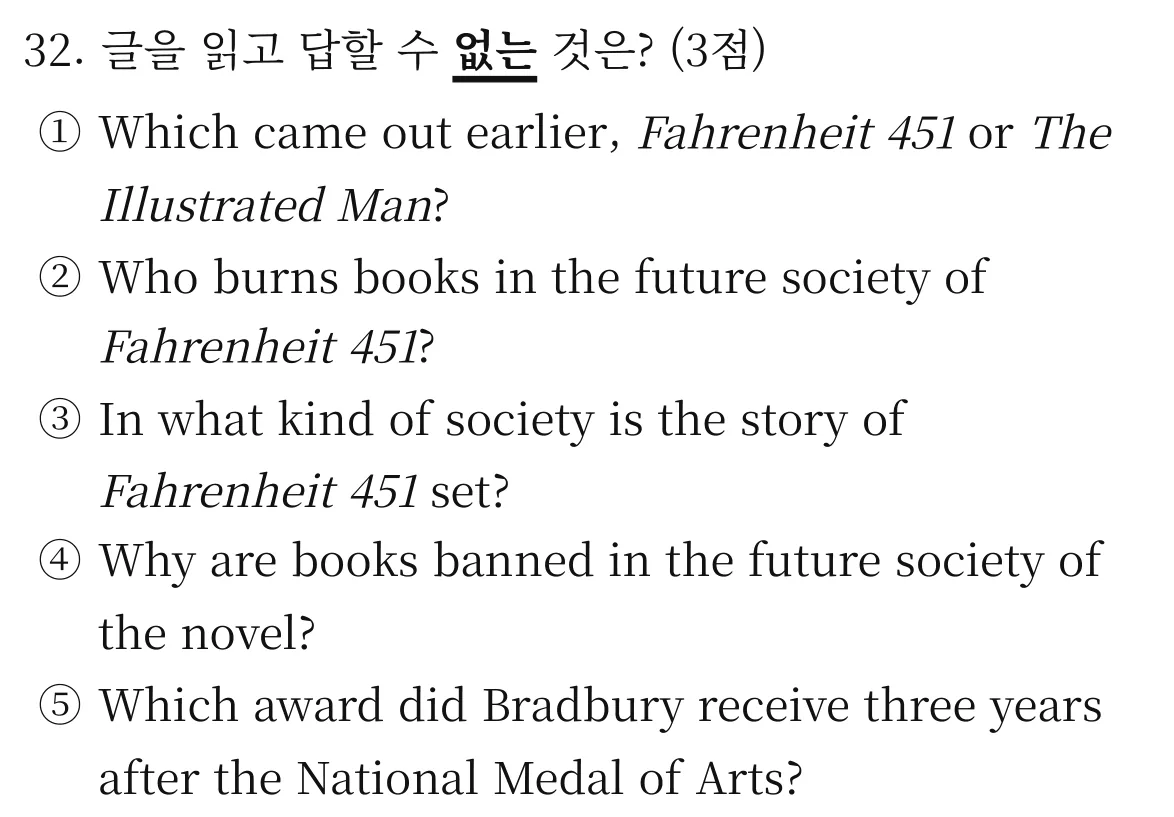 32. 글을 읽고 답할 수 없는 것은? (3점)
① Which came out earlier, Fahrenheit 451 or The
Illustrated Man?
② Who burns books in the future society of
Fahrenheit 451?
③ In what kind of society is the story of
Fahrenheit 451 set?
④ Why are books banned in the future society of
the novel?
⑤ Which award did Bradbury receive three years
after the National Medal of Arts?